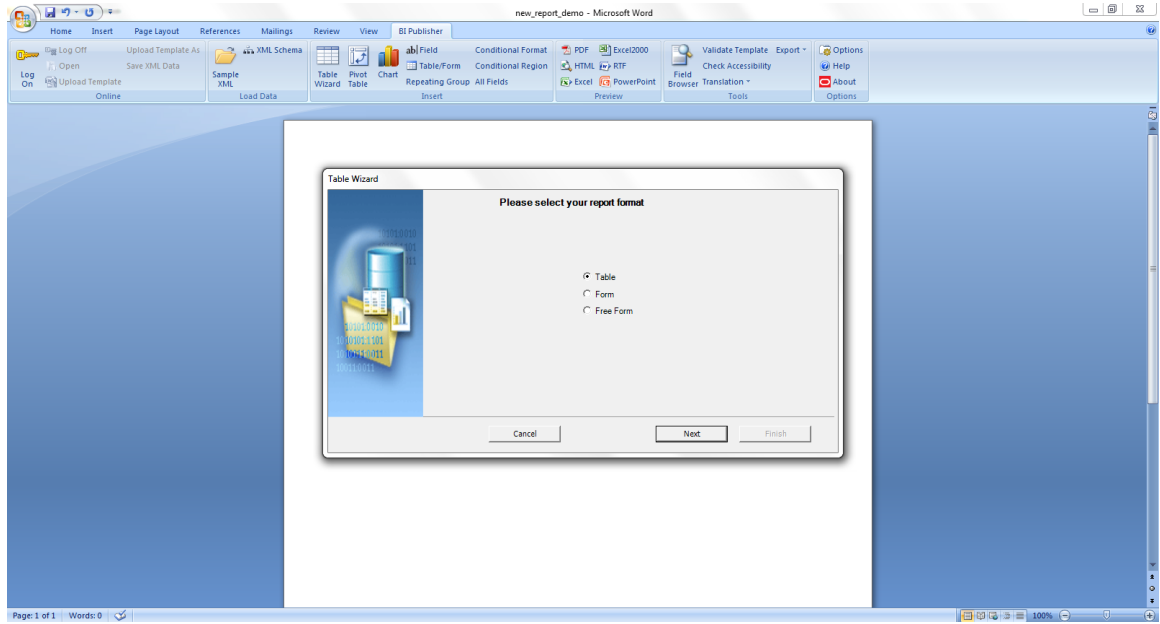 new_report_demo - Microsoft Word
Home Insert Page Layout References Mailings Review View BI Publisher
Log On
Log Off
Open
Upload Template
Upload Template As
Save XML Data
Online
Sample XML
XML Schema
Load Data
Table Wizard
Pivot Table
Chart
Field
Table/Form
Repeating Group
Conditional Format
Conditional Region
All Fields
Insert
PDF
HTML
Excel
Excel2000
RTF
PowerPoint
Preview
Field Browser
Validate Template
Check Accessibility
Translation
Export
Tools
Options
Help
About
Options
Table Wizard
Please select your report format
Table
Form
Free Form
Cancel Next Finish
Page: 1 of 1 Words: 0 100%